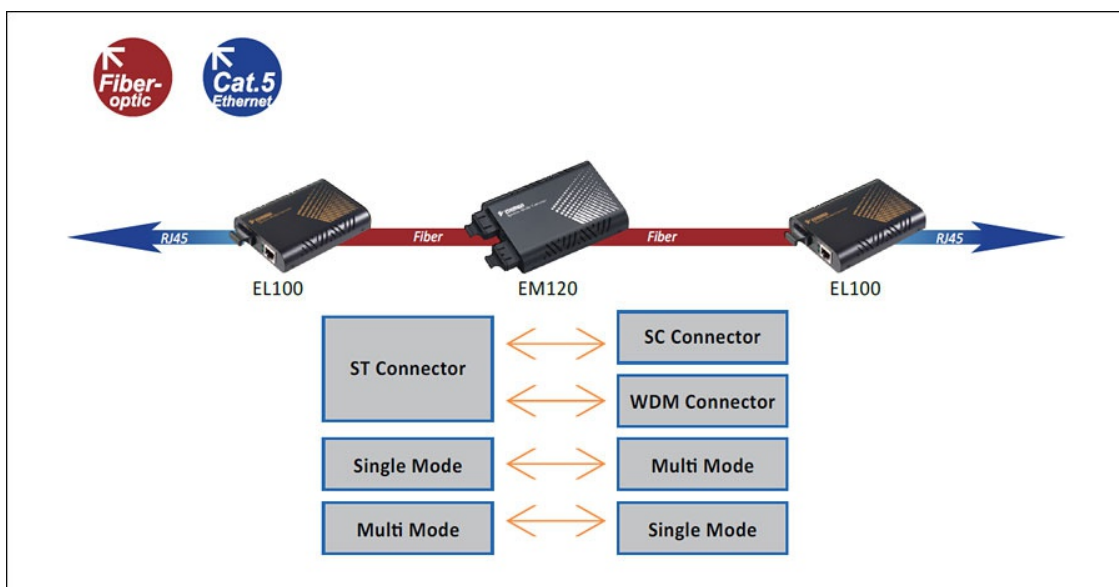 Fiber-
optic
Cat.5
Ethernet
RJ45
Fiber
Fiber
RJ45
EL100
EM120
EL100
ST Connector
SC Connector
WDM Connector
Single Mode
Multi Mode
Multi Mode
Single Mode